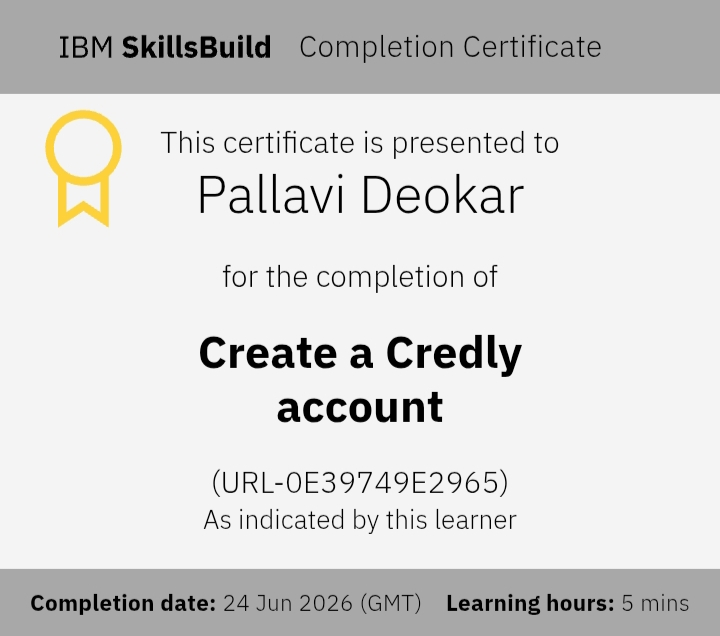 IBM SkillsBuild Completion Certificate
This certificate is presented to
Pallavi Deokar
for the completion of
Create a Credly
account
(URL-0E39749E2965)
As indicated by this learner
Completion date: 24 Jun 2026 (GMT) Learning hours: 5 mins